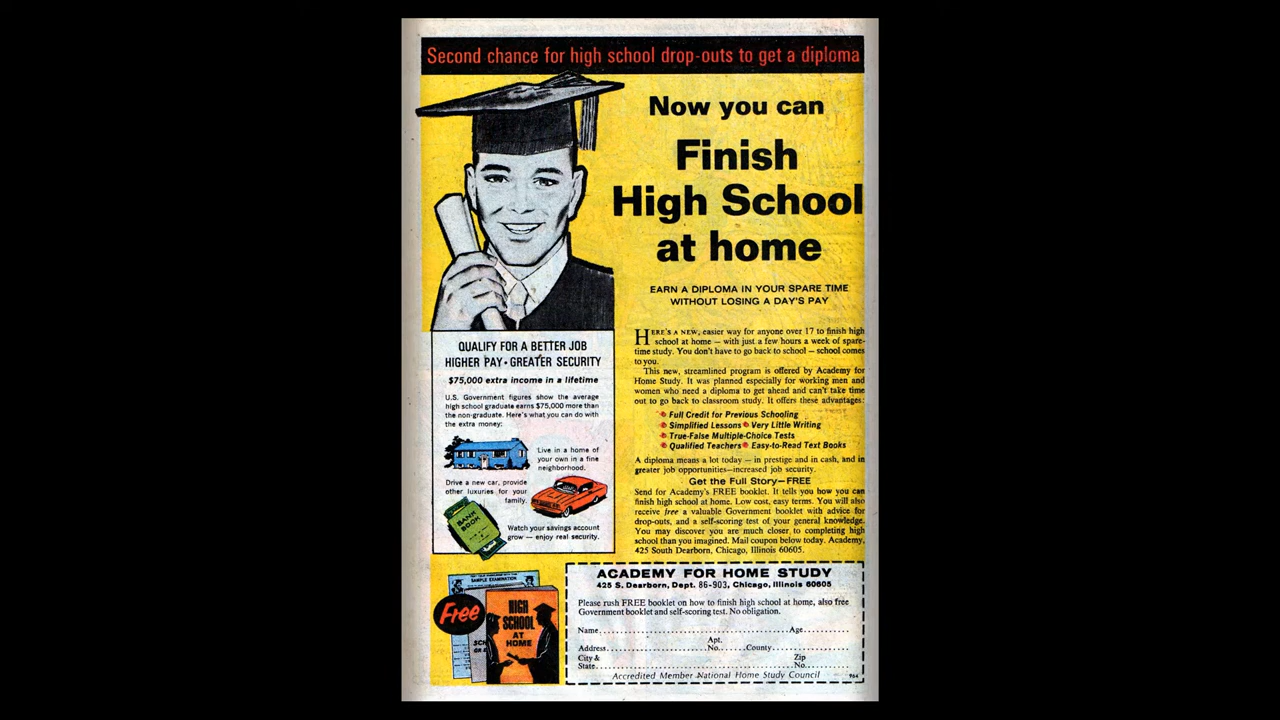 Second chance for high school drop-outs to get a diploma
Now you can
Finish
High School
at home
EARN A DIPLOMA IN YOUR SPARE TIME
WITHOUT LOSING A DAY'S PAY
QUALIFY FOR A BETTER JOB
HIGHER PAY • GREATER SECURITY
$75,000 extra income in a lifetime
U.S. Government figures show the average
high school graduate earns $75,000 more than
the non-graduate. Here's what you can do with
the extra money:
Live in a home of
your own in a fine
neighborhood.
Drive a new car, provide
other luxuries for your
family.
BANK
BOOK
Watch your savings account
grow — enjoy real security.
HERE'S A NEW, easier way for anyone over 17 to finish high
school at home — with just a few hours a week of spare-
time study. You don't have to go back to school — school comes
to you.
This new, streamlined program is offered by Academy for
Home Study. It was planned especially for working men and
women who need a diploma to get ahead and can't take time
out to go back to classroom study. It offers these advantages:
Full Credit for Previous Schooling
Simplified Lessons Very Little Writing
True-False Multiple-Choice Tests
Qualified Teachers Easy-to-Read Text Books
A diploma means a lot today — in prestige and in cash, and in
greater job opportunities—increased job security.
Get the Full Story—FREE
Send for Academy's FREE booklet. It tells you how you can
finish high school at home. Low cost, easy terms. You will also
receive free a valuable Government booklet with advice for
drop-outs, and a self-scoring test of your general knowledge.
You may discover you are much closer to completing high
school than you imagined. Mail coupon below today. Academy,
425 South Dearborn, Chicago, Illinois 60605.
Free
SAMPLE EXAMINATION
HIGH
SCHOOL
AT
HOME
ACADEMY FOR HOME STUDY
425 S. Dearborn, Dept. 86-903, Chicago, Illinois 60605
Please rush FREE booklet on how to finish high school at home, also free
Government booklet and self-scoring test. No obligation.
Name Age
Address Apt. No. County
City & State Zip No.
Accredited Member National Home Study Council
964